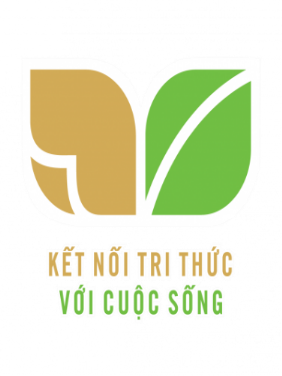 KẾT NỐI TRI THỨC
VỚI CUỘC SỐNG